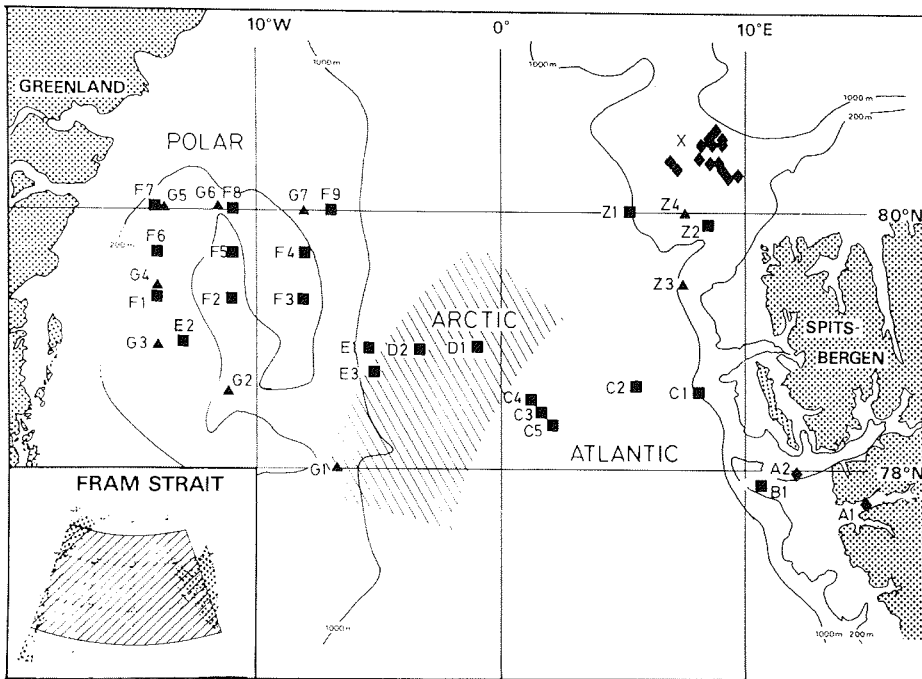 10°W
0°
10°E
1000m
1000m
1000m
200m
GREENLAND
POLAR
X
F7
G5
G6
F8
G7
F9
Z1
Z4
Z2
80°N
200m
F6
F5
F4
G4
F1
F2
F3
Z3
ARCTIC
SPITS-
BERGEN
G3
E2
E1
D2
D1
E3
G2
C4
C3
C5
C2
C1
ATLANTIC
G1
A2
78°N
B1
A1
FRAM STRAIT
1000m
1000m
200m